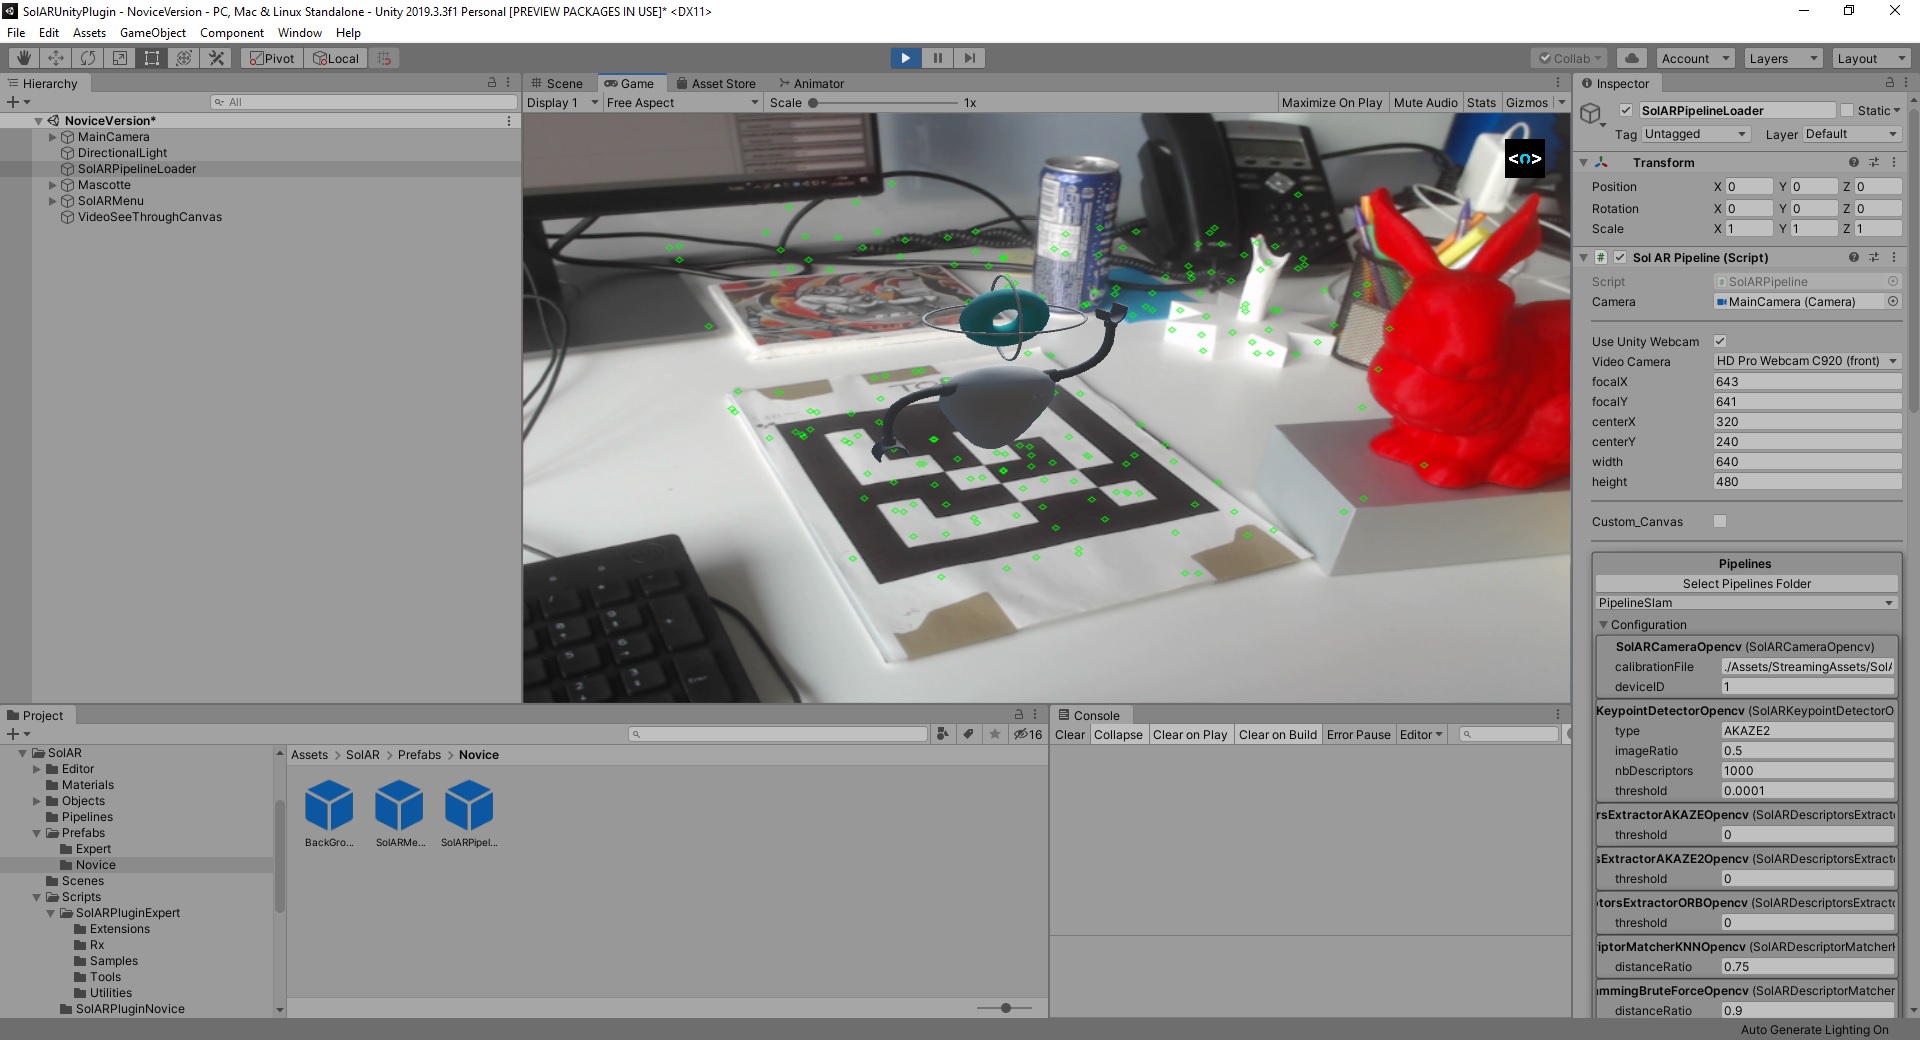 SolARUnityPlugin - NoviceVersion - PC, Mac & Linux Standalone - Unity 2019.3.3f1 Personal [PREVIEW PACKAGES IN USE]* <DX11>
File Edit Assets GameObject Component Window Help
Pivot Local Collab Account Layers Layout
Hierarchy
All
NoviceVersion*
MainCamera
DirectionalLight
SolARPipelineLoader
Mascotte
SolARMenu
VideoSeeThroughCanvas
Scene Game Asset Store Animator
Display 1 Free Aspect Scale 1x Maximize On Play Mute Audio Stats Gizmos
Inspector
SolARPipelineLoader Static
Tag Untagged Layer Default
Transform
Position X 0 Y 0 Z 0
Rotation X 0 Y 0 Z 0
Scale X 1 Y 1 Z 1
Sol AR Pipeline (Script)
Script SolARPipeline
Camera MainCamera (Camera)
Use Unity Webcam
Video Camera HD Pro Webcam C920 (front)
focalX 643
focalY 641
centerX 320
centerY 240
width 640
height 480
Custom_Canvas
Pipelines
Select Pipelines Folder
PipelineSlam
Configuration
SolARCameraOpencv (SolARCameraOpencv)
calibrationFile ./Assets/StreamingAssets/SolA
deviceID 1
KeypointDetectorOpencv (SolARKeypointDetectorO
type AKAZE2
imageRatio 0.5
nbDescriptors 1000
threshold 0.0001
rsExtractorAKAZEOpencv (SolARDescriptorsExtract
threshold 0
sExtractorAKAZE2Opencv (SolARDescriptorsExtract
threshold 0
torsExtractorORBOpencv (SolARDescriptorsExtract
threshold 0
riptorMatcherKNNOpencv (SolARDescriptorMatcher
distanceRatio 0.75
mmingBruteForceOpencv (SolARDescriptorMatcher
distanceRatio 0.9
Project
16
SolAR
Editor
Materials
Objects
Pipelines
Prefabs
Expert
Novice
Scenes
Scripts
SolARPluginExpert
Extensions
Rx
Samples
Tools
Utilities
SolARPluginNovice
Assets > SolAR > Prefabs > Novice
BackGro... SolARMe... SolARPipel...
Console
Clear Collapse Clear on Play Clear on Build Error Pause Editor
Auto Generate Lighting On